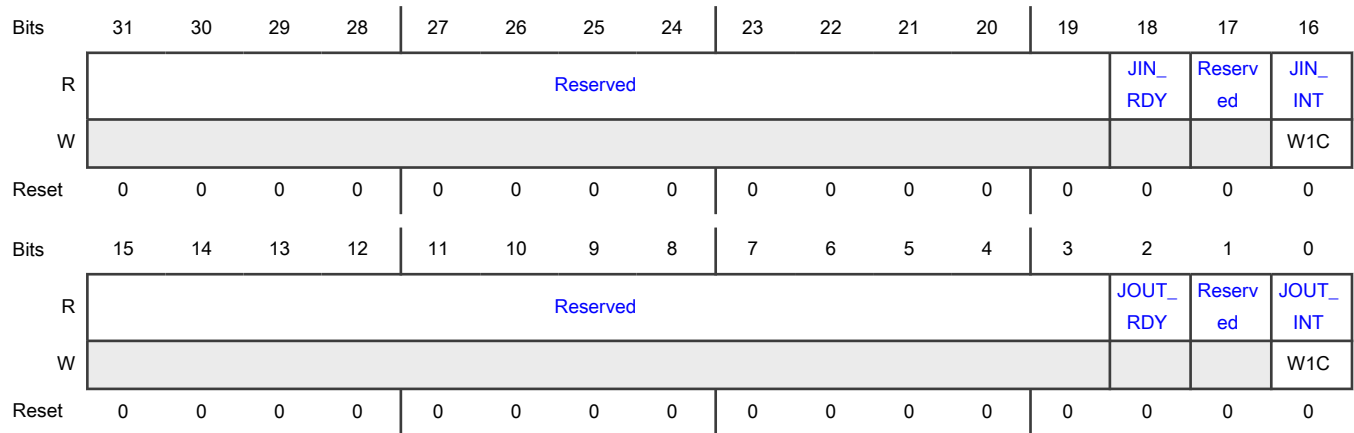 Bits 31 30 29 28 27 26 25 24 23 22 21 20 19 18 17 16
R Reserved JIN_ RDY Reserv ed JIN_ INT
W W1C
Reset 0 0 0 0 0 0 0 0 0 0 0 0 0 0 0 0
Bits 15 14 13 12 11 10 9 8 7 6 5 4 3 2 1 0
R Reserved JOUT_ RDY Reserv ed JOUT_ INT
W W1C
Reset 0 0 0 0 0 0 0 0 0 0 0 0 0 0 0 0